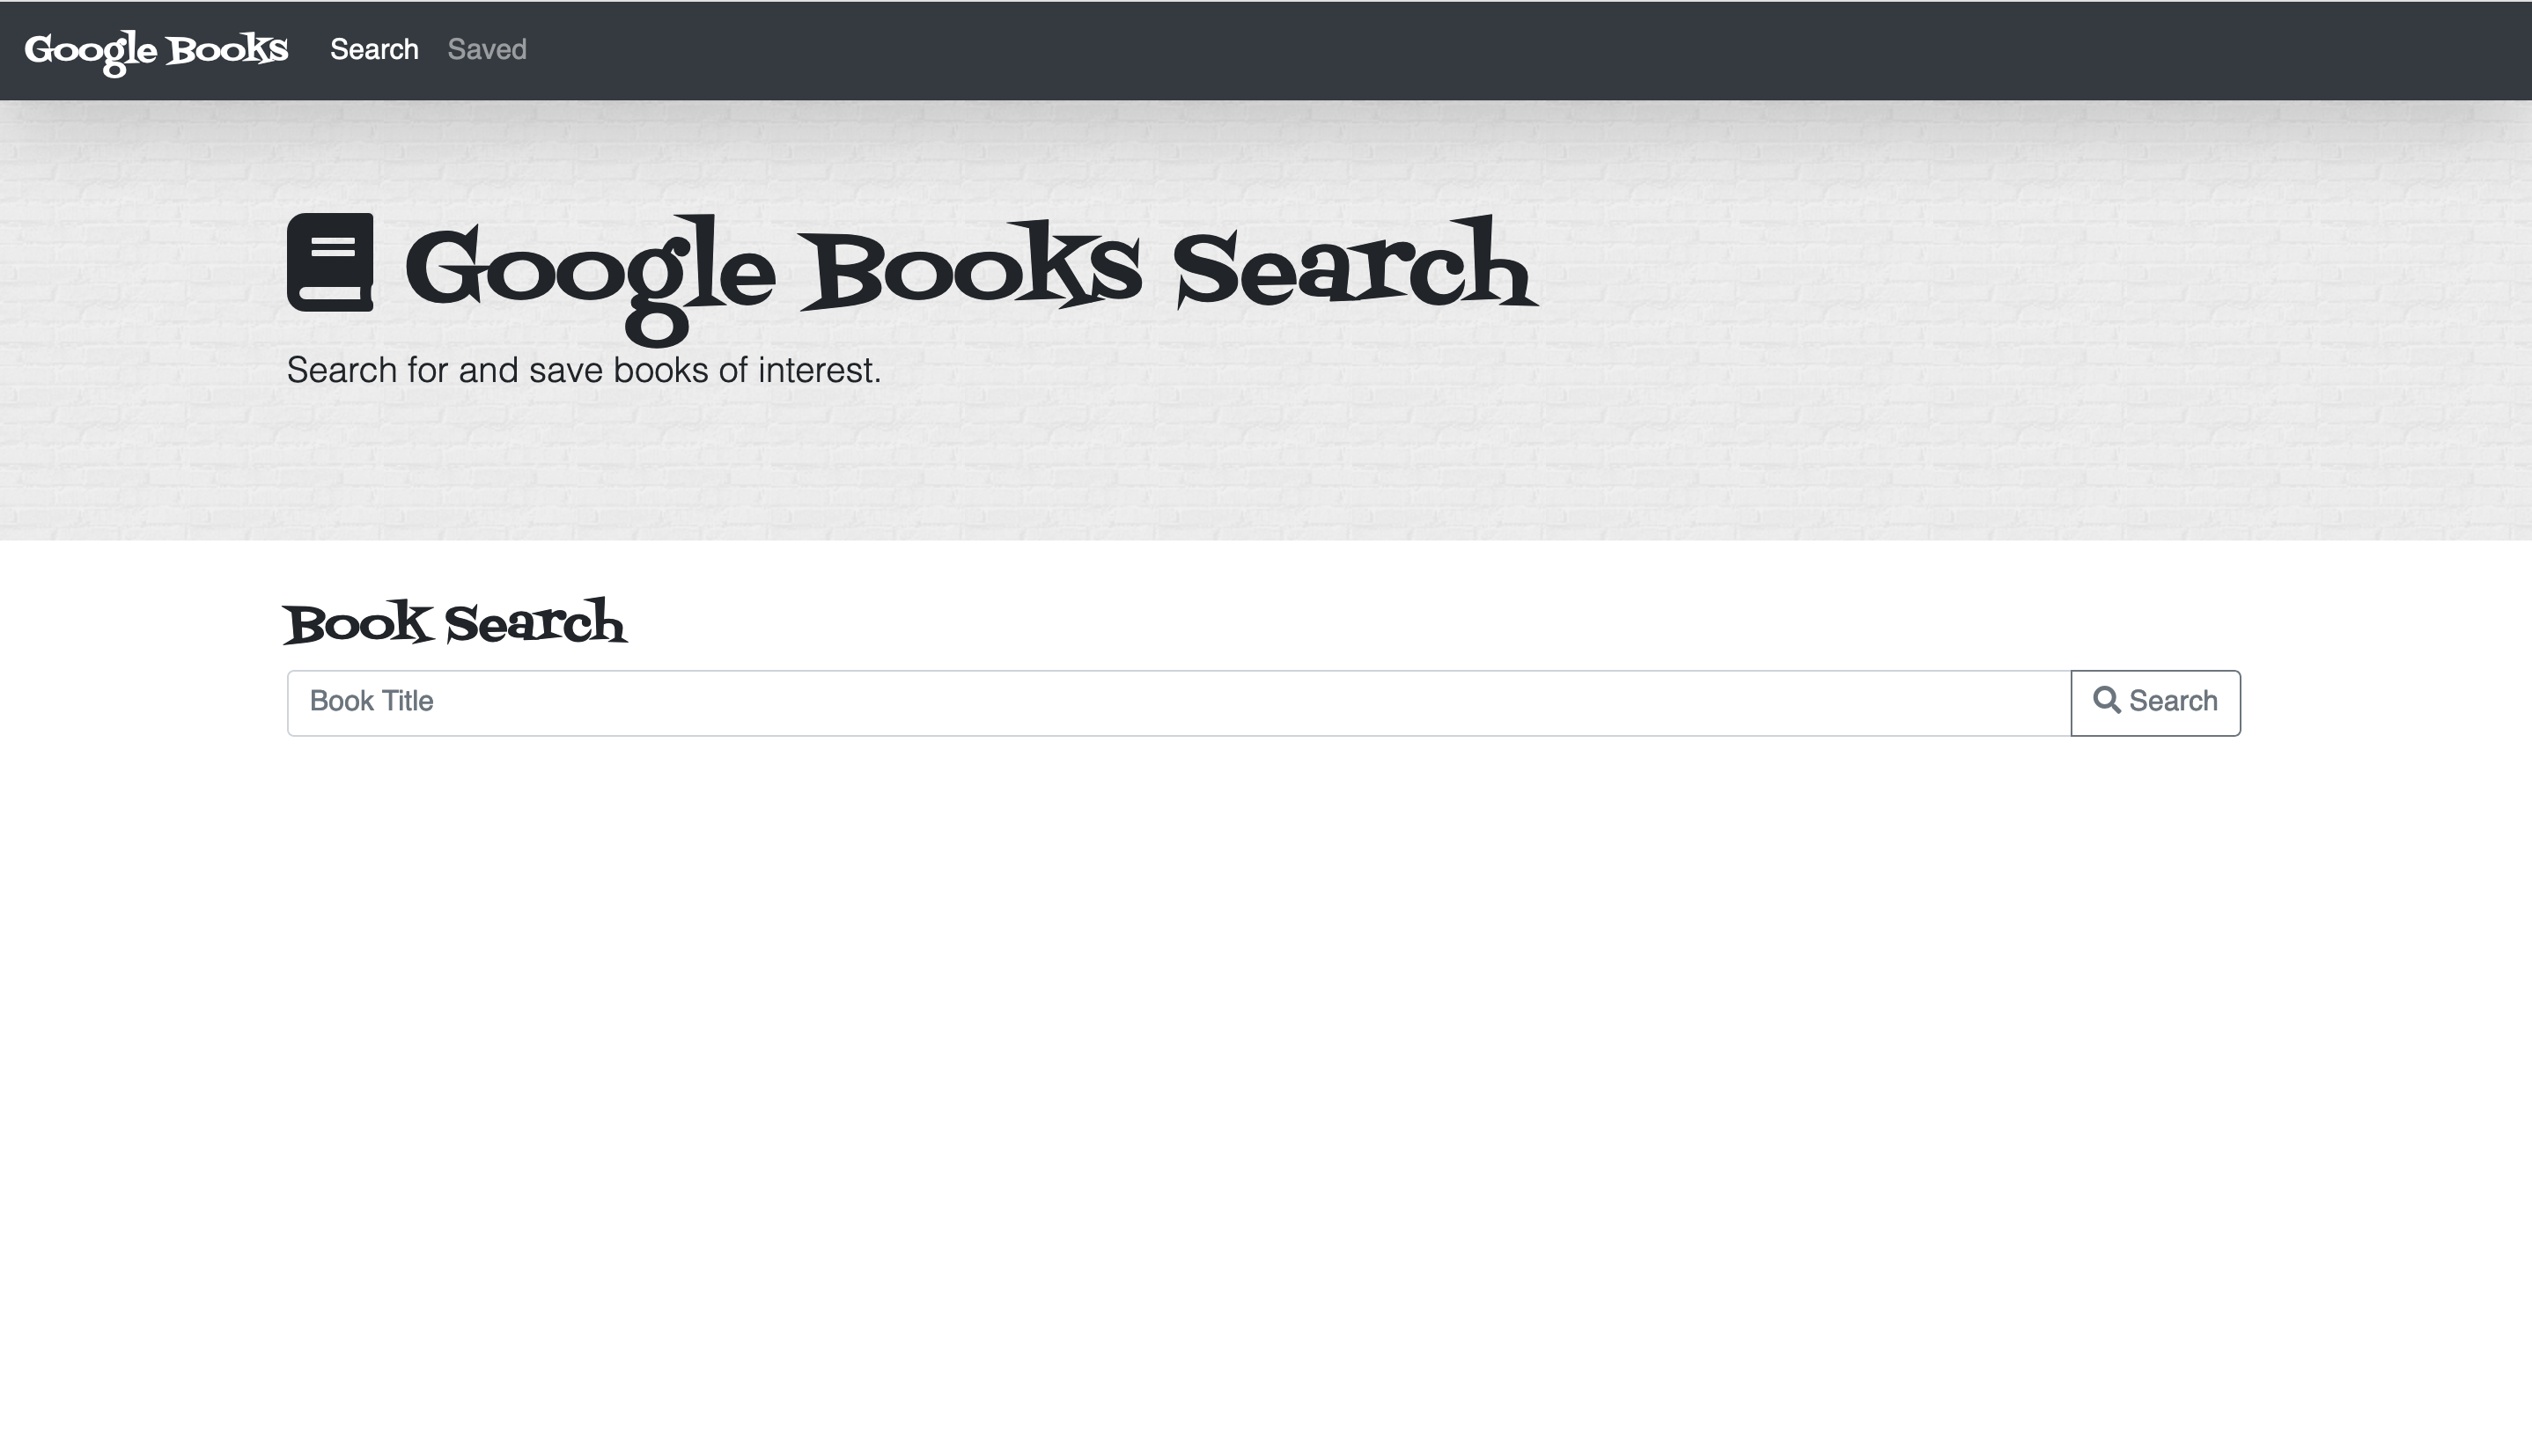 Google Books Search Saved
Google Books Search
Search for and save books of interest.
Book Search
Book Title Search